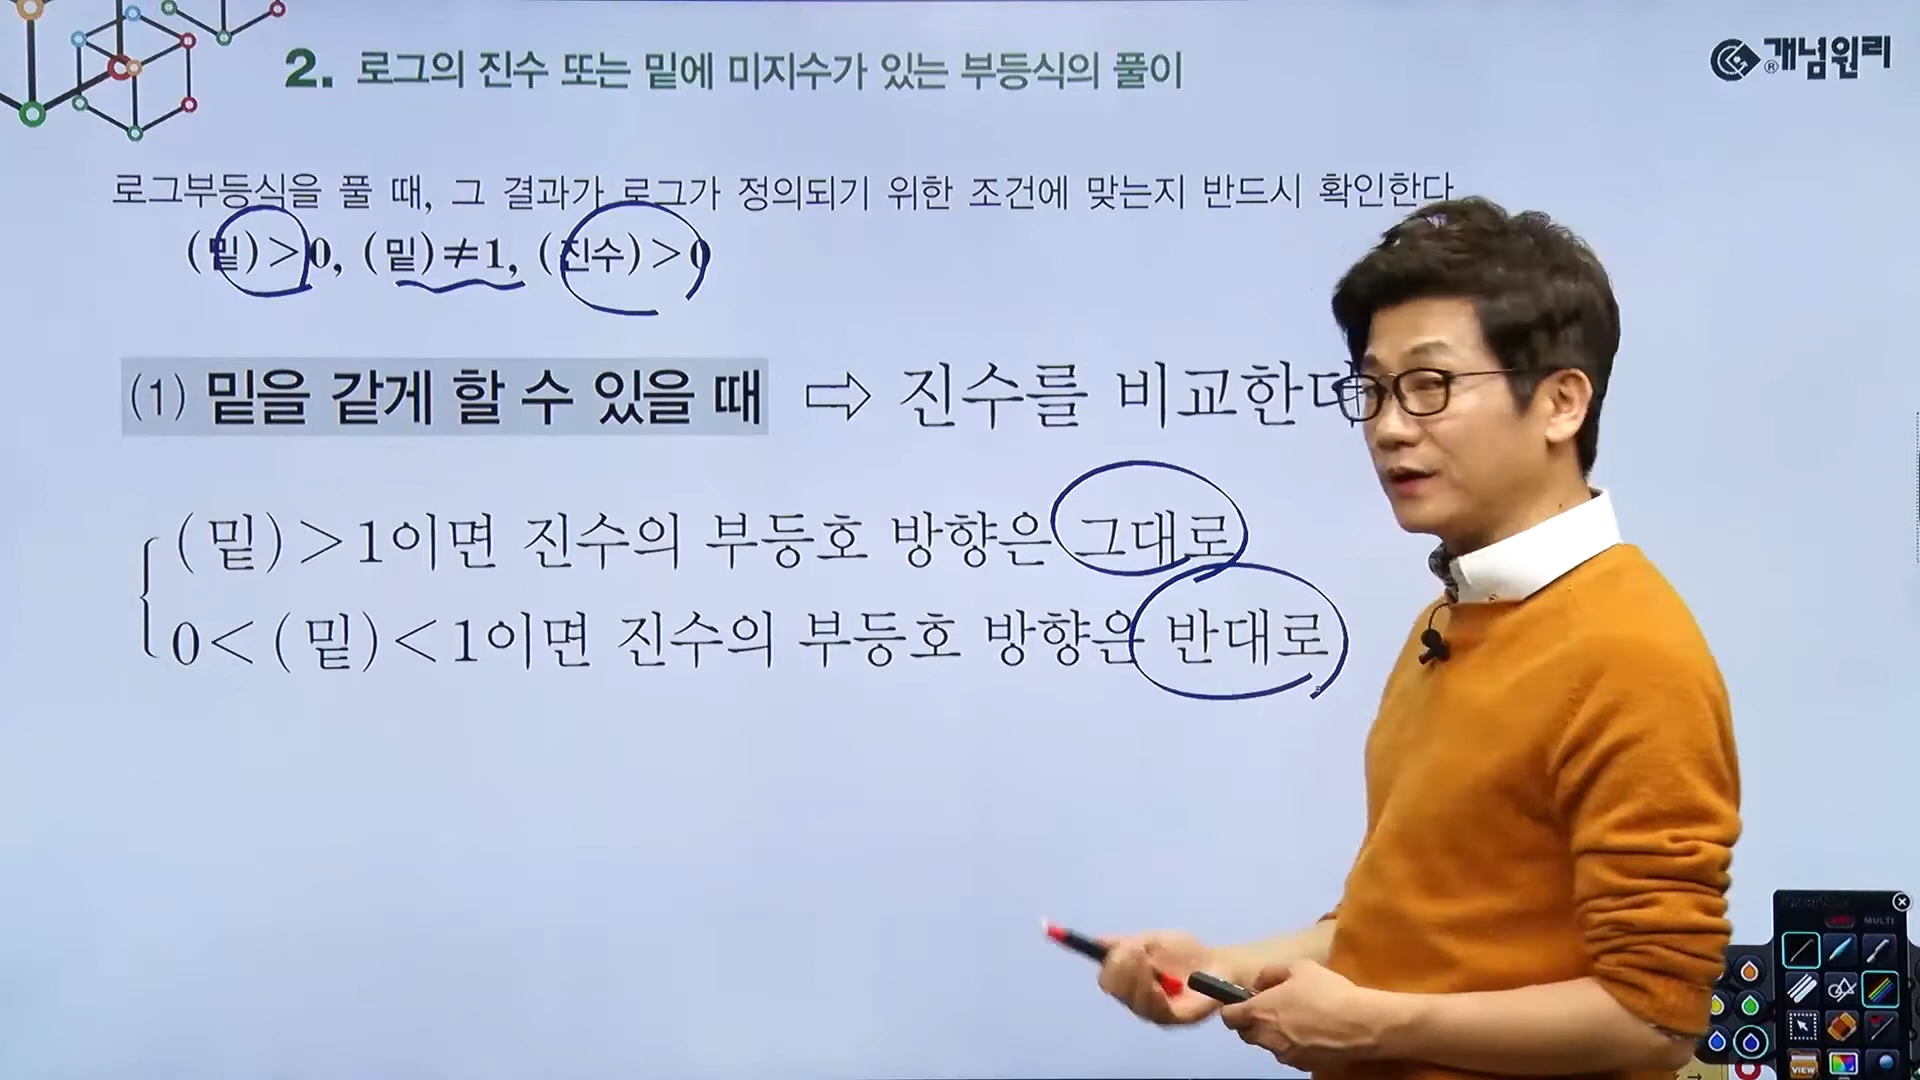 2. 로그의 진수 또는 밑에 미지수가 있는 부등식의 풀이
® 개념원리
로그부등식을 풀 때, 그 결과가 로그가 정의되기 위한 조건에 맞는지 반드시 확인한다
(밑)>0, (밑)≠1, (진수)>0
(1) 밑을 같게 할 수 있을 때 ⇨ 진수를 비교한다
(밑)>1이면 진수의 부등호 방향은 그대로
0<(밑)<1이면 진수의 부등호 방향은 반대로
MULTI
VIEW